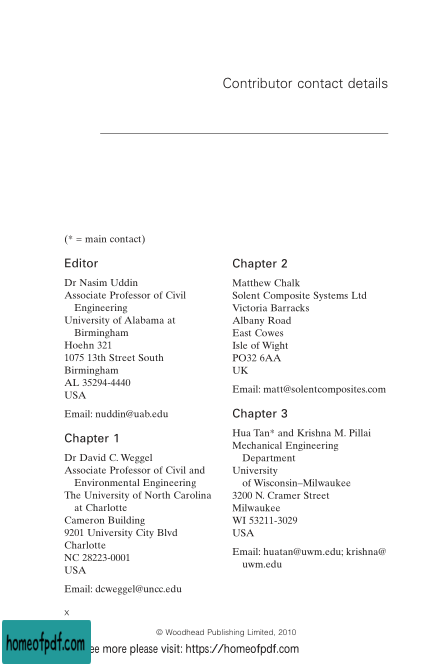 Contributor contact details
(* = main contact)
Editor
Dr Nasim Uddin
Associate Professor of Civil
Engineering
University of Alabama at
Birmingham
Hoehn 321
1075 13th Street South
Birmingham
AL 35294-4440
USA
Email: nuddin@uab.edu
Chapter 1
Dr David C. Weggel
Associate Professor of Civil and
Environmental Engineering
The University of North Carolina
at Charlotte
Cameron Building
9201 University City Blvd
Charlotte
NC 28223-0001
USA
Email: dcweggel@uncc.edu
Chapter 2
Matthew Chalk
Solent Composite Systems Ltd
Victoria Barracks
Albany Road
East Cowes
Isle of Wight
PO32 6AA
UK
Email: matt@solentcomposites.com
Chapter 3
Hua Tan* and Krishna M. Pillai
Mechanical Engineering
Department
University
of Wisconsin–Milwaukee
3200 N. Cramer Street
Milwaukee
WI 53211-3029
USA
Email: huatan@uwm.edu; krishna@
uwm.edu
x
© Woodhead Publishing Limited, 2010
homeofpdf.com
ee more please visit: https://homeofpdf.com